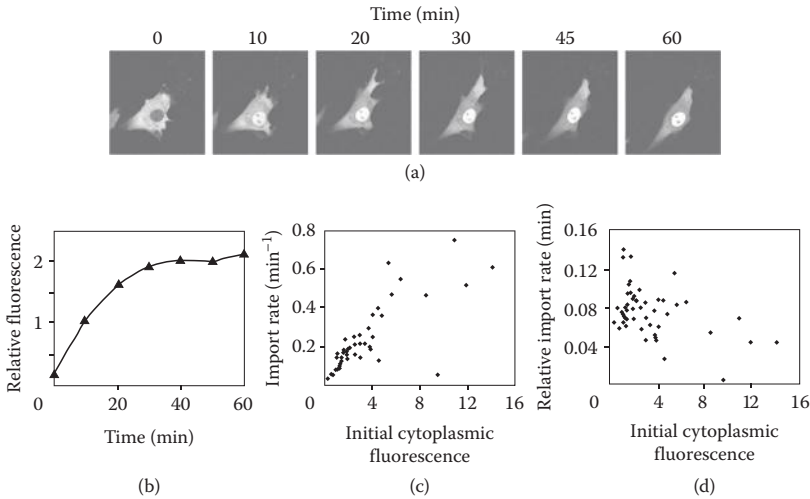 Time (min)
0 10 20 30 45 60
(a)
Relative fluorescence
2
1
0 20 40 60
Time (min)
(b)
Import rate (min⁻¹)
0.8
0.6
0.4
0.2
0 4 8 12 16
Initial cytoplasmic
fluorescence
(c)
Relative import rate (min)
0.16
0.12
0.08
0.04
0 4 8 12 16
Initial cytoplasmic
fluorescence
(d)